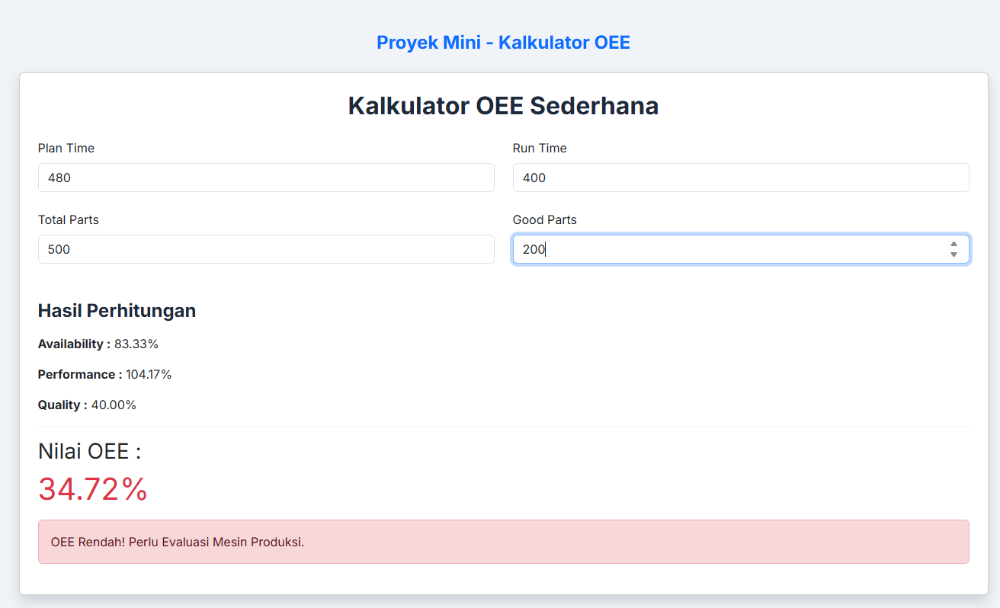 Proyek Mini - Kalkulator OEE
Kalkulator OEE Sederhana
Plan Time
Run Time
480
400
Total Parts
Good Parts
500
200
Hasil Perhitungan
Availability : 83.33%
Performance : 104.17%
Quality : 40.00%
Nilai OEE :
34.72%
OEE Rendah! Perlu Evaluasi Mesin Produksi.